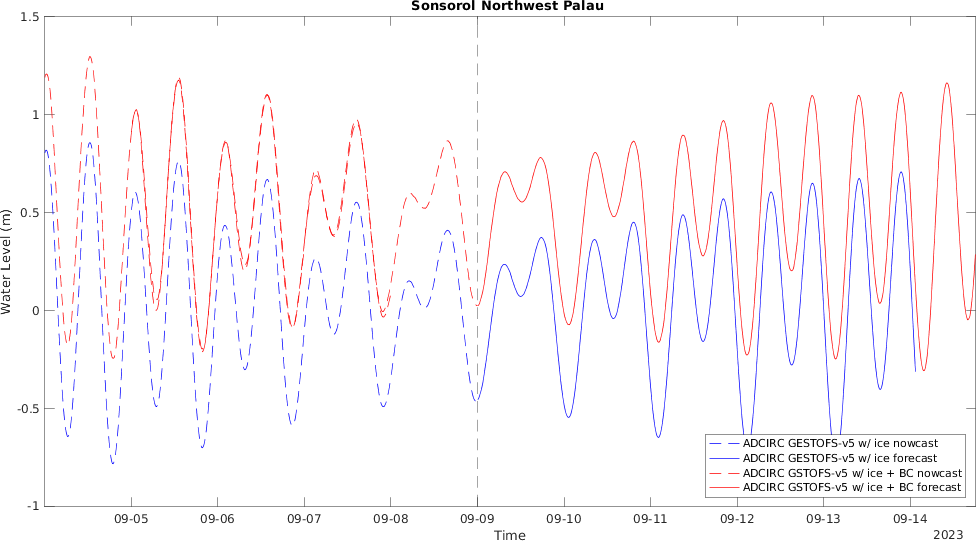 Sonsorol Northwest Palau
1.5
1
0.5
0
-0.5
-1
Water Level (m)
09-05 09-06 09-07 09-08 09-09 09-10 09-11 09-12 09-13 09-14
Time
2023
ADCIRC GESTOFS-v5 w/ ice nowcast
ADCIRC GESTOFS-v5 w/ ice forecast
ADCIRC GSTOFS-v5 w/ ice + BC nowcast
ADCIRC GSTOFS-v5 w/ ice + BC forecast